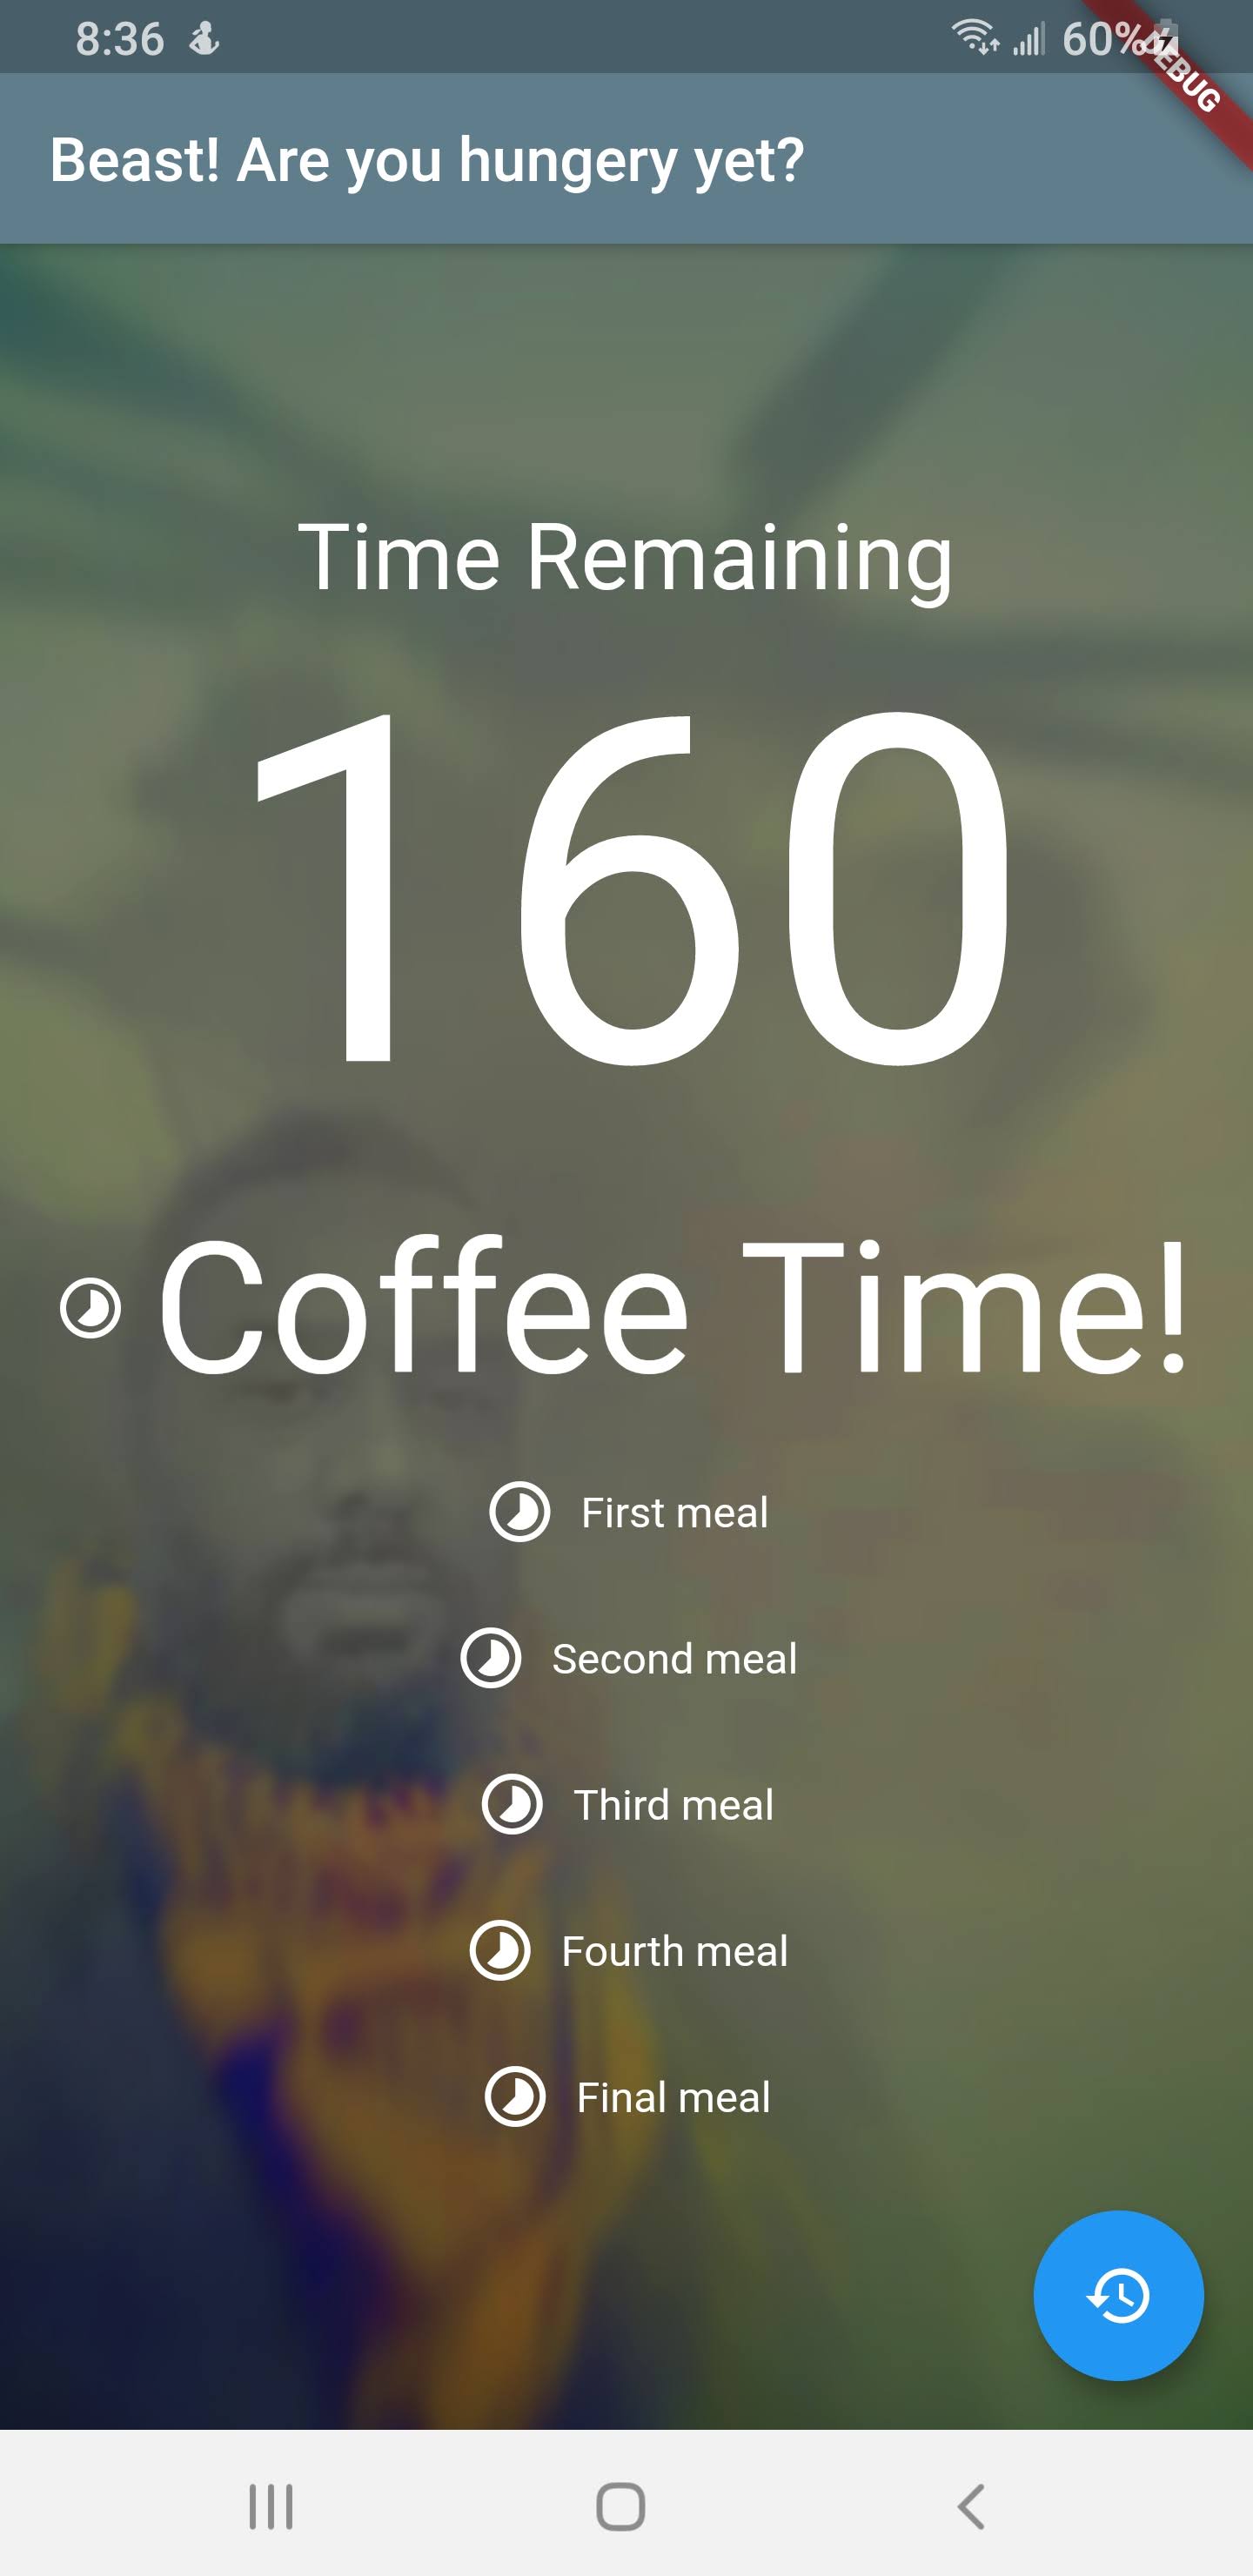 8:36 60%
DEBUG
Beast! Are you hungery yet?
Time Remaining
160
Coffee Time!
First meal
Second meal
Third meal
Fourth meal
Final meal